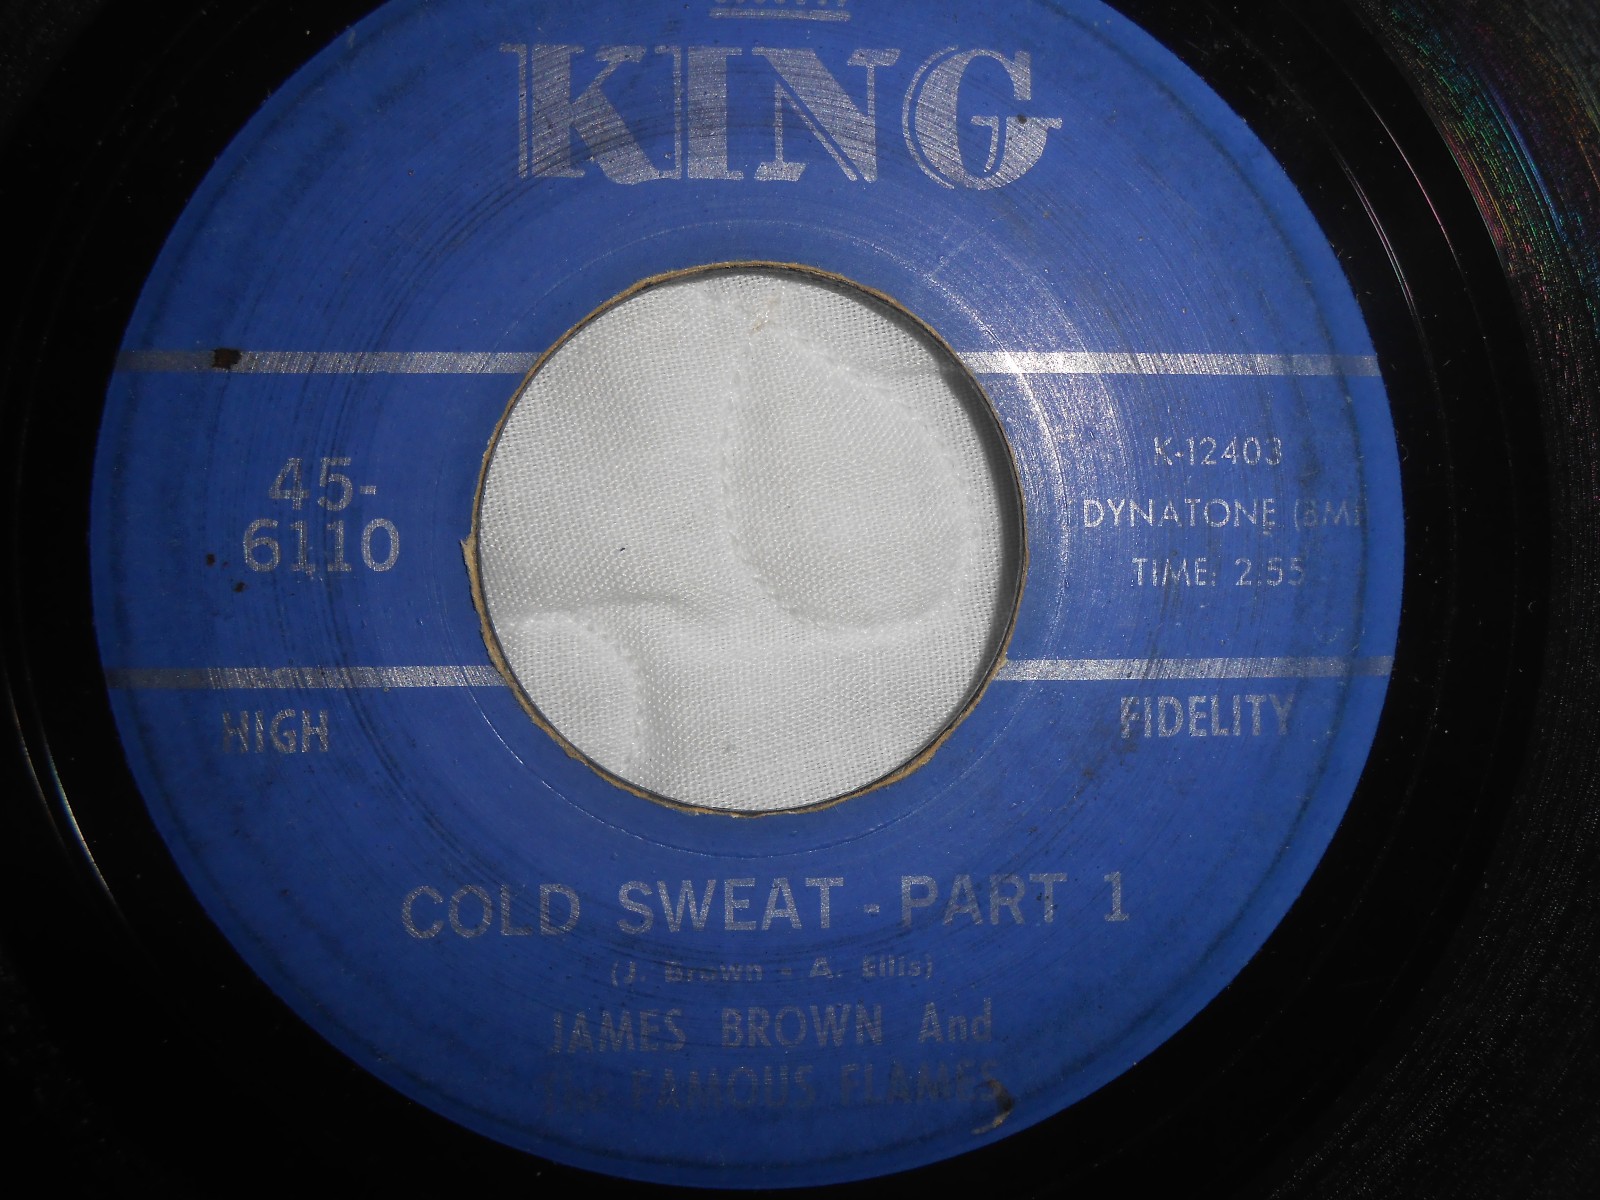 KING
45-
6110
K-12403
DYNATONE (BMI
TIME: 2.55
HIGH
FIDELITY
COLD SWEAT - PART 1
(J. Brown - A. Ellis)
JAMES BROWN And
The FAMOUS FLAMES